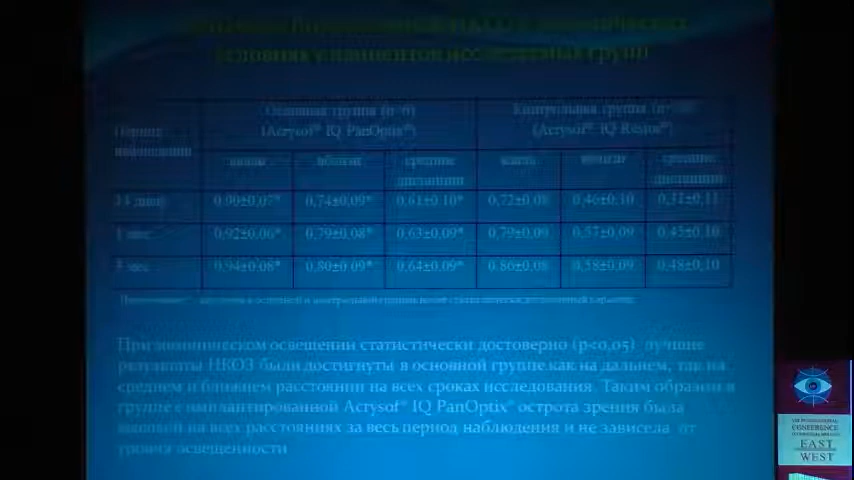 условиях у пациентов исследуемых групп
Основная группа
Контрольная группа
(Acrysof® IQ PanOptix®)
(Acrysof® IQ Restor®)
Период
наблюдения
вдаль вблизи средние вдаль вблизи средние
дистанции дистанции
0,90±0,07* 0,74±0,09* 0,61±0,10* 0,72±0,08 0,46±0,10 0,31±0,11
1 мес 0,92±0,06* 0,79±0,08* 0,63±0,09* 0,79±0,09 0,57±0,09 0,45±0,10
3 мес 0,94±0,08* 0,80±0,09* 0,64±0,09* 0,86±0,08 0,58±0,09 0,48±0,10
При мезопическом освещении статистически достоверно (p<0,05) лучшие
результаты НКОЗ были достигнуты в основной группе как на дальнем, так на
среднем и ближнем расстоянии на всех сроках исследования. Таким образом в
группе с имплантированной Acrysof® IQ PanOptix® острота зрения была
высокой на всех расстояниях за весь период наблюдения и не зависела от
уровня освещенности
CONFERENCE
EAST
WEST